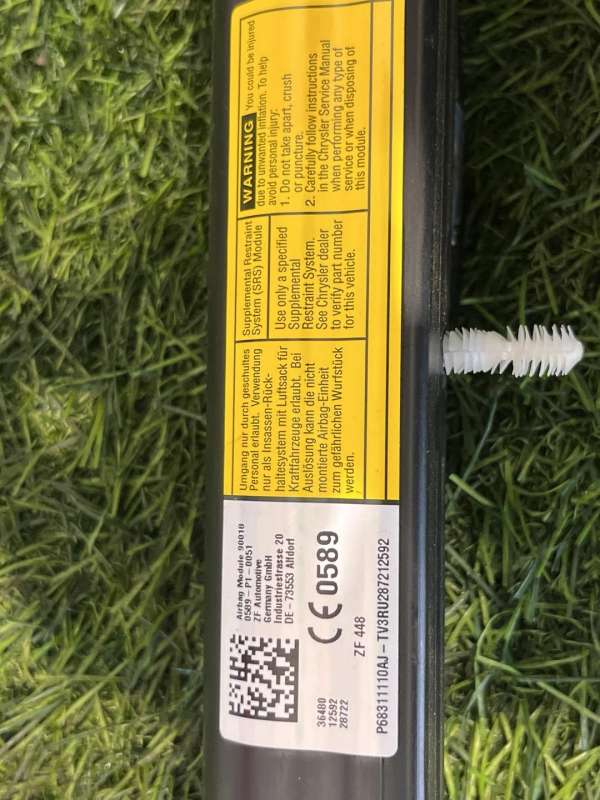 Airbag Module 90010
0589 - P1 - 0051
ZF Automotive
Germany GmbH
Industriestrasse 20
DE - 73553 Alfdorf
36480
12592
28722
CE 0589
ZF 448
P68311110AJ - TV3RU287212592
Umgang nur durch geschultes
Personal erlaubt. Verwendung
nur als Insassen-Rück-
haltesystem mit Luftsack für
Kraftfahrzeuge erlaubt. Bei
Auslösung kann die nicht
montierte Airbag-Einheit
zum gefährlichen Wurfstück
werden.
Supplemental Restraint
System (SRS) Module
Use only a specified
Supplemental
Restraint System.
See Chrysler dealer
to verify part number
for this vehicle.
WARNING You could be injured
due to unwanted inflation. To help
avoid personal injury:
1. Do not take apart, crush
or puncture.
2. Carefully follow instructions
in the Chrysler Service Manual
when performing any type of
service or when disposing of
this module.